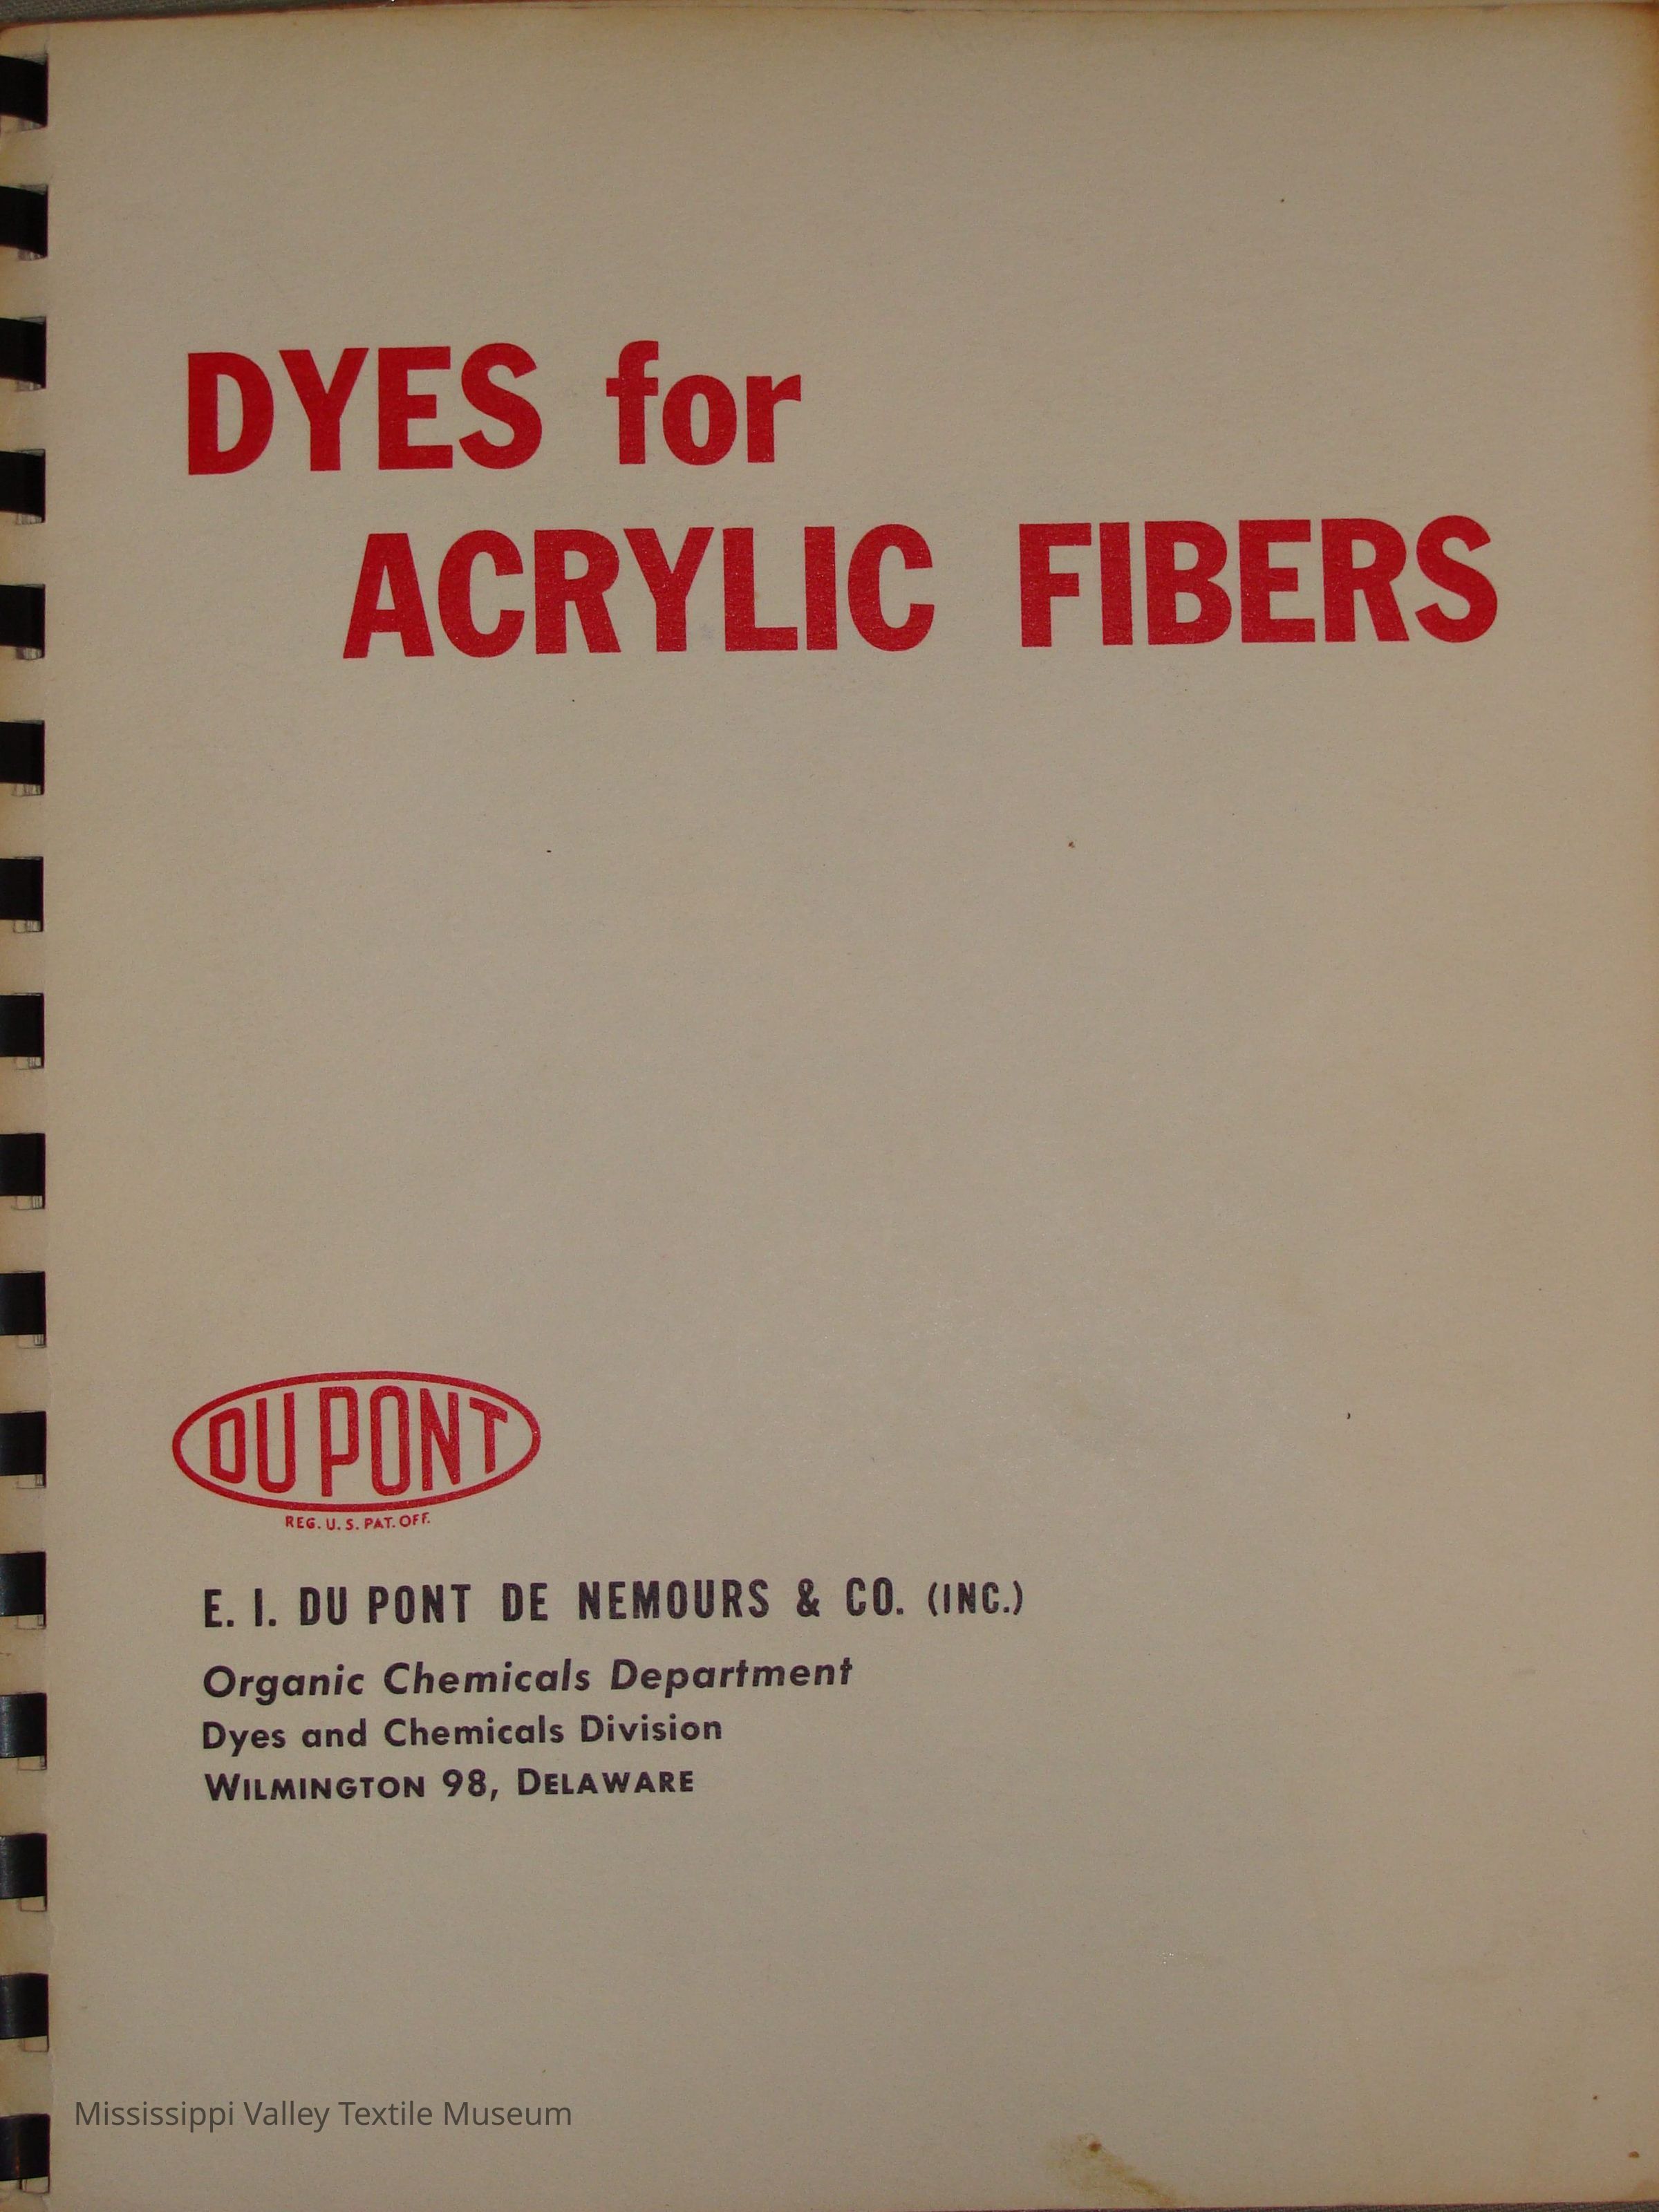 DYES for
ACRYLIC FIBERS
DU PONT
REG. U. S. PAT. OFF.
E. I. DU PONT DE NEMOURS & CO. (INC.)
Organic Chemicals Department
Dyes and Chemicals Division
WILMINGTON 98, DELAWARE
Mississippi Valley Textile Museum